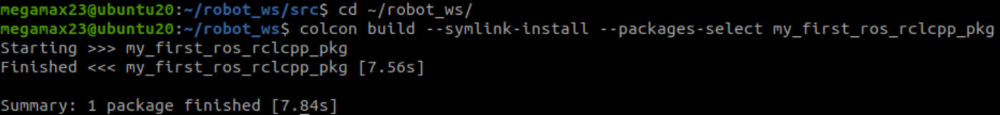 megamax23@ubuntu20:~/robot_ws/src$ cd ~/robot_ws/
megamax23@ubuntu20:~/robot_ws$ colcon build --symlink-install --packages-select my_first_ros_rclcpp_pkg
Starting >>> my_first_ros_rclcpp_pkg
Finished <<< my_first_ros_rclcpp_pkg [7.56s]
Summary: 1 package finished [7.84s]